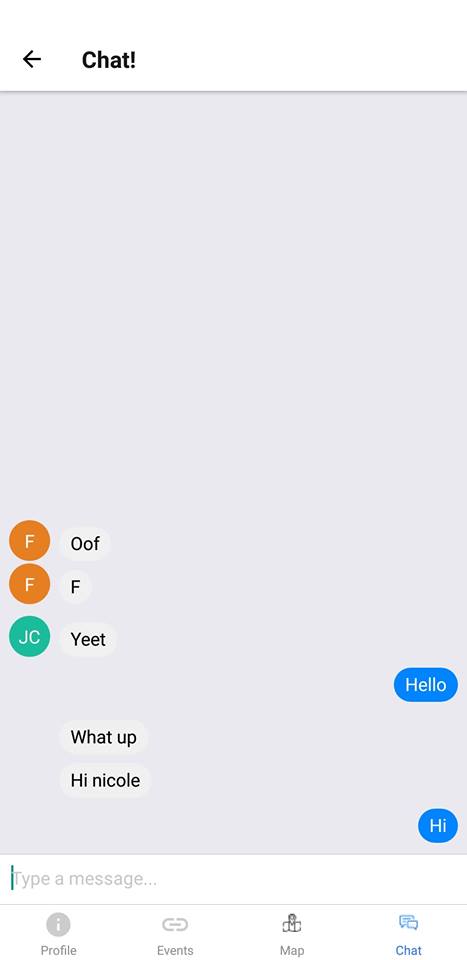 Chat!
F
Oof
F
F
JC
Yeet
Hello
What up
Hi nicole
Hi
Type a message...
Profile
Events
Map
Chat